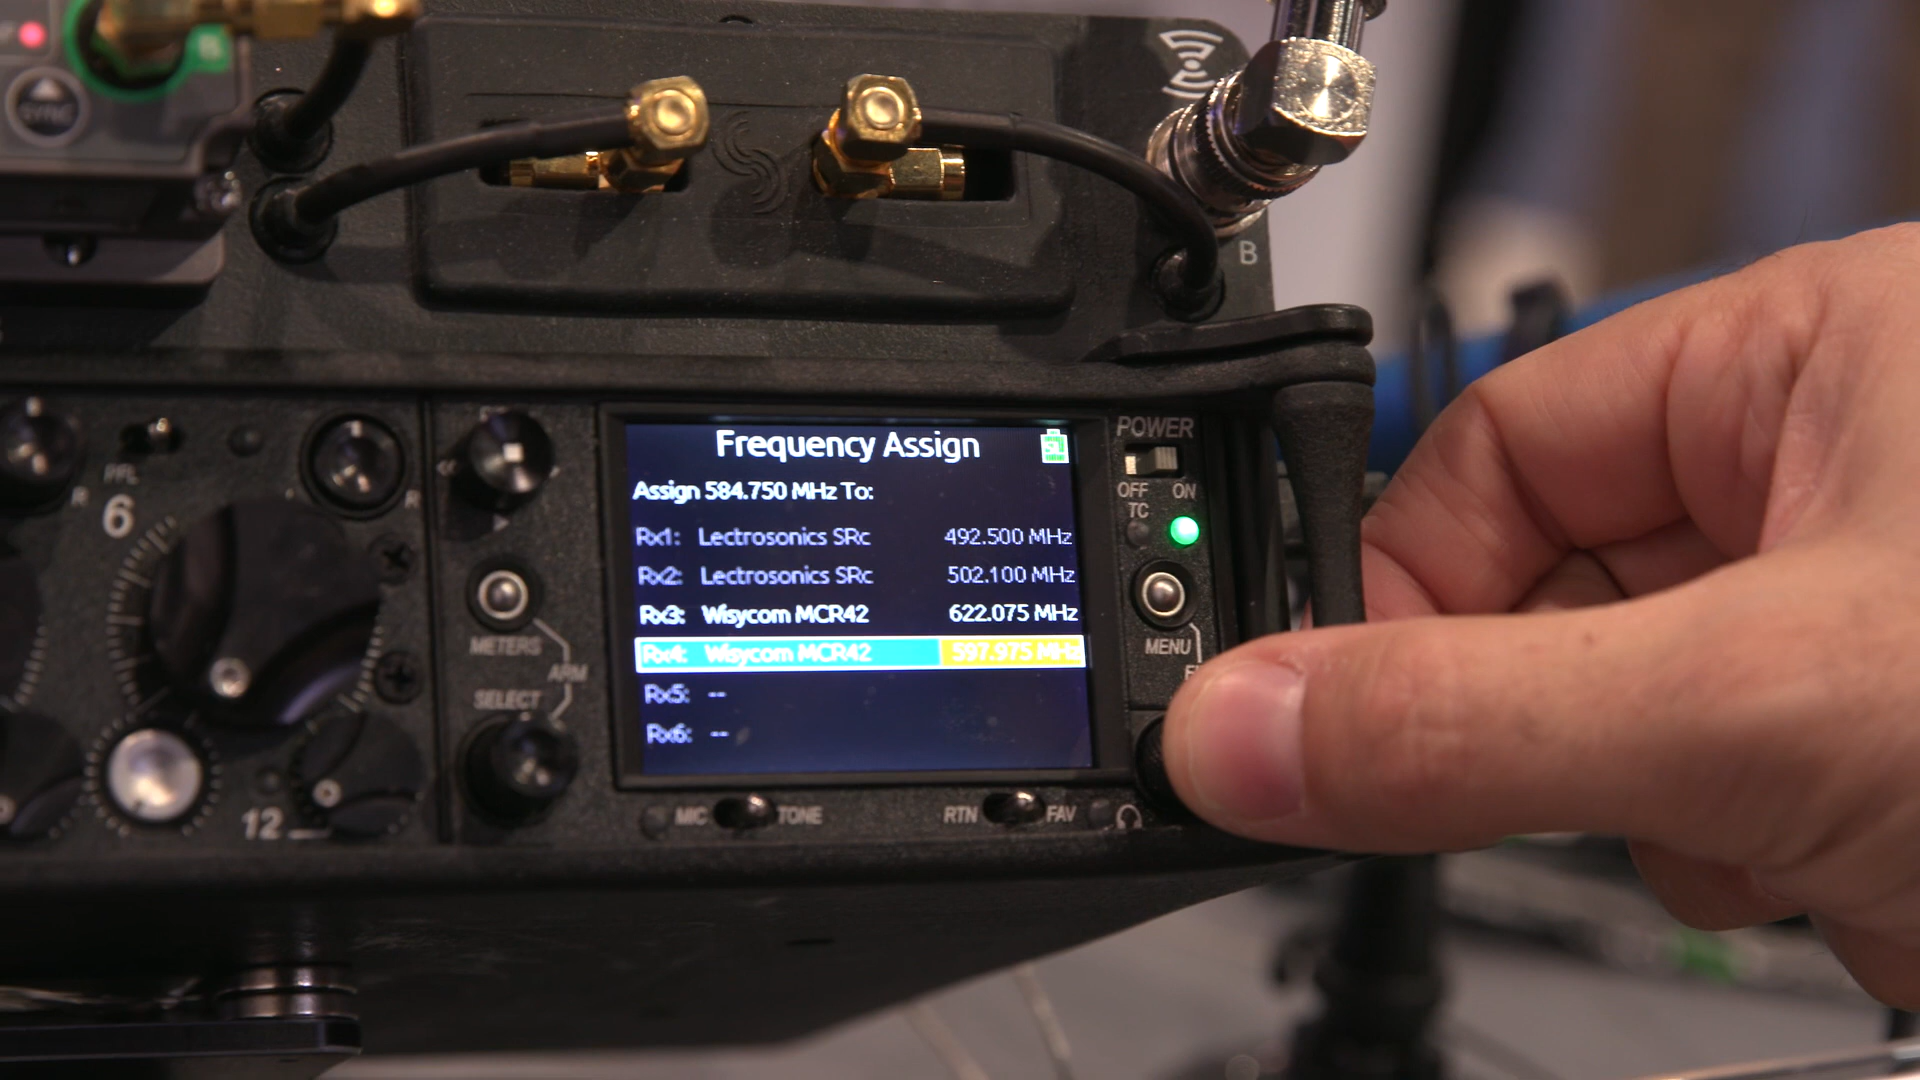 SYNC
B
POWER
OFF ON
TC
MENU
PFL
R
6
R
METERS
ARM
SELECT
12
Frequency Assign
Assign 584.750 MHz To:
Rx1: Lectrosonics SRc 492.500 MHz
Rx2: Lectrosonics SRc 502.100 MHz
Rx3: Wisycom MCR42 622.075 MHz
Rx4: Wisycom MCR42 597.975 MHz
Rx5: --
Rx6: --
MIC TONE RTN FAV